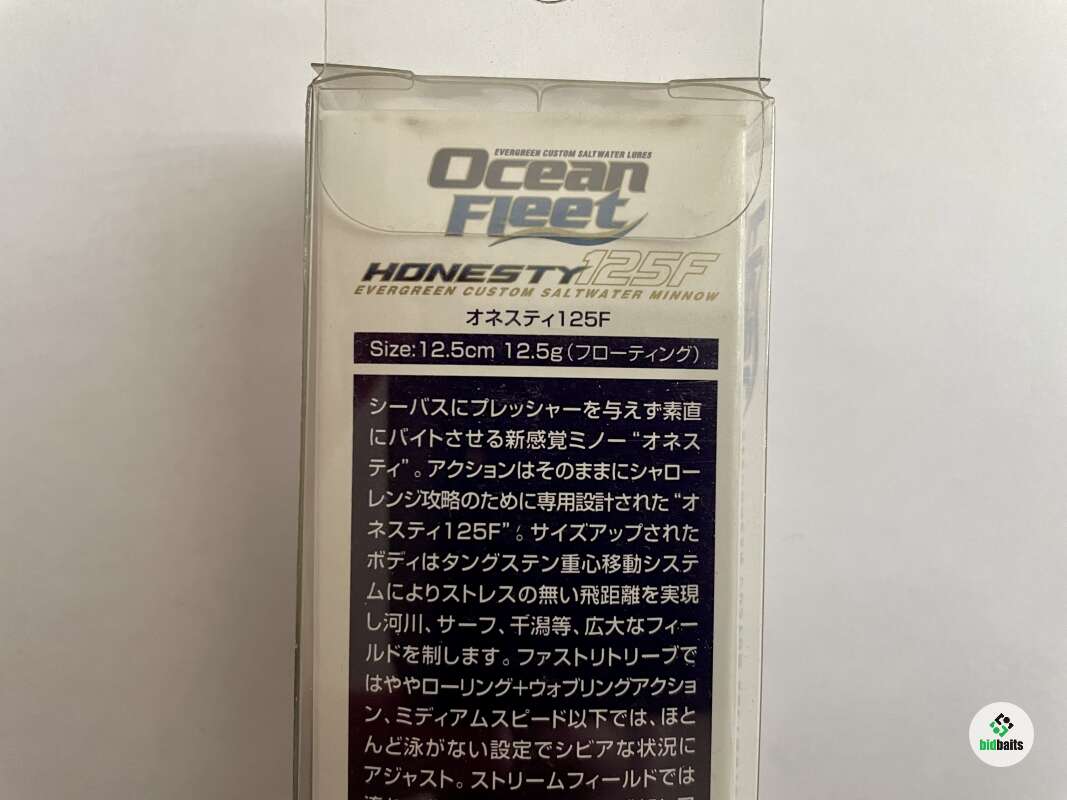 EVERGREEN CUSTOM SALTWATER LURES
Ocean
Fleet
HONESTY125F
EVERGREEN CUSTOM SALTWATER MINNOW
オネスティ125F
Size:12.5cm 12.5g(フローティング)
シーバスにプレッシャーを与えず素直
にバイトさせる新感覚ミノー“オネス
ティ”。アクションはそのままにシャロー
レンジ攻略のために専用設計された“オ
ネスティ125F”。サイズアップされた
ボディはタングステン重心移動システ
ムによりストレスの無い飛距離を実現
し河川、サーフ、干潟等、広大なフィー
ルドを制します。ファストリトリーブで
はややローリング+ウォブリングアクショ
ン、ミディアムスピード以下では、ほと
んど泳がない設定でシビアな状況に
アジャスト。ストリームフィールドでは
bidbaits